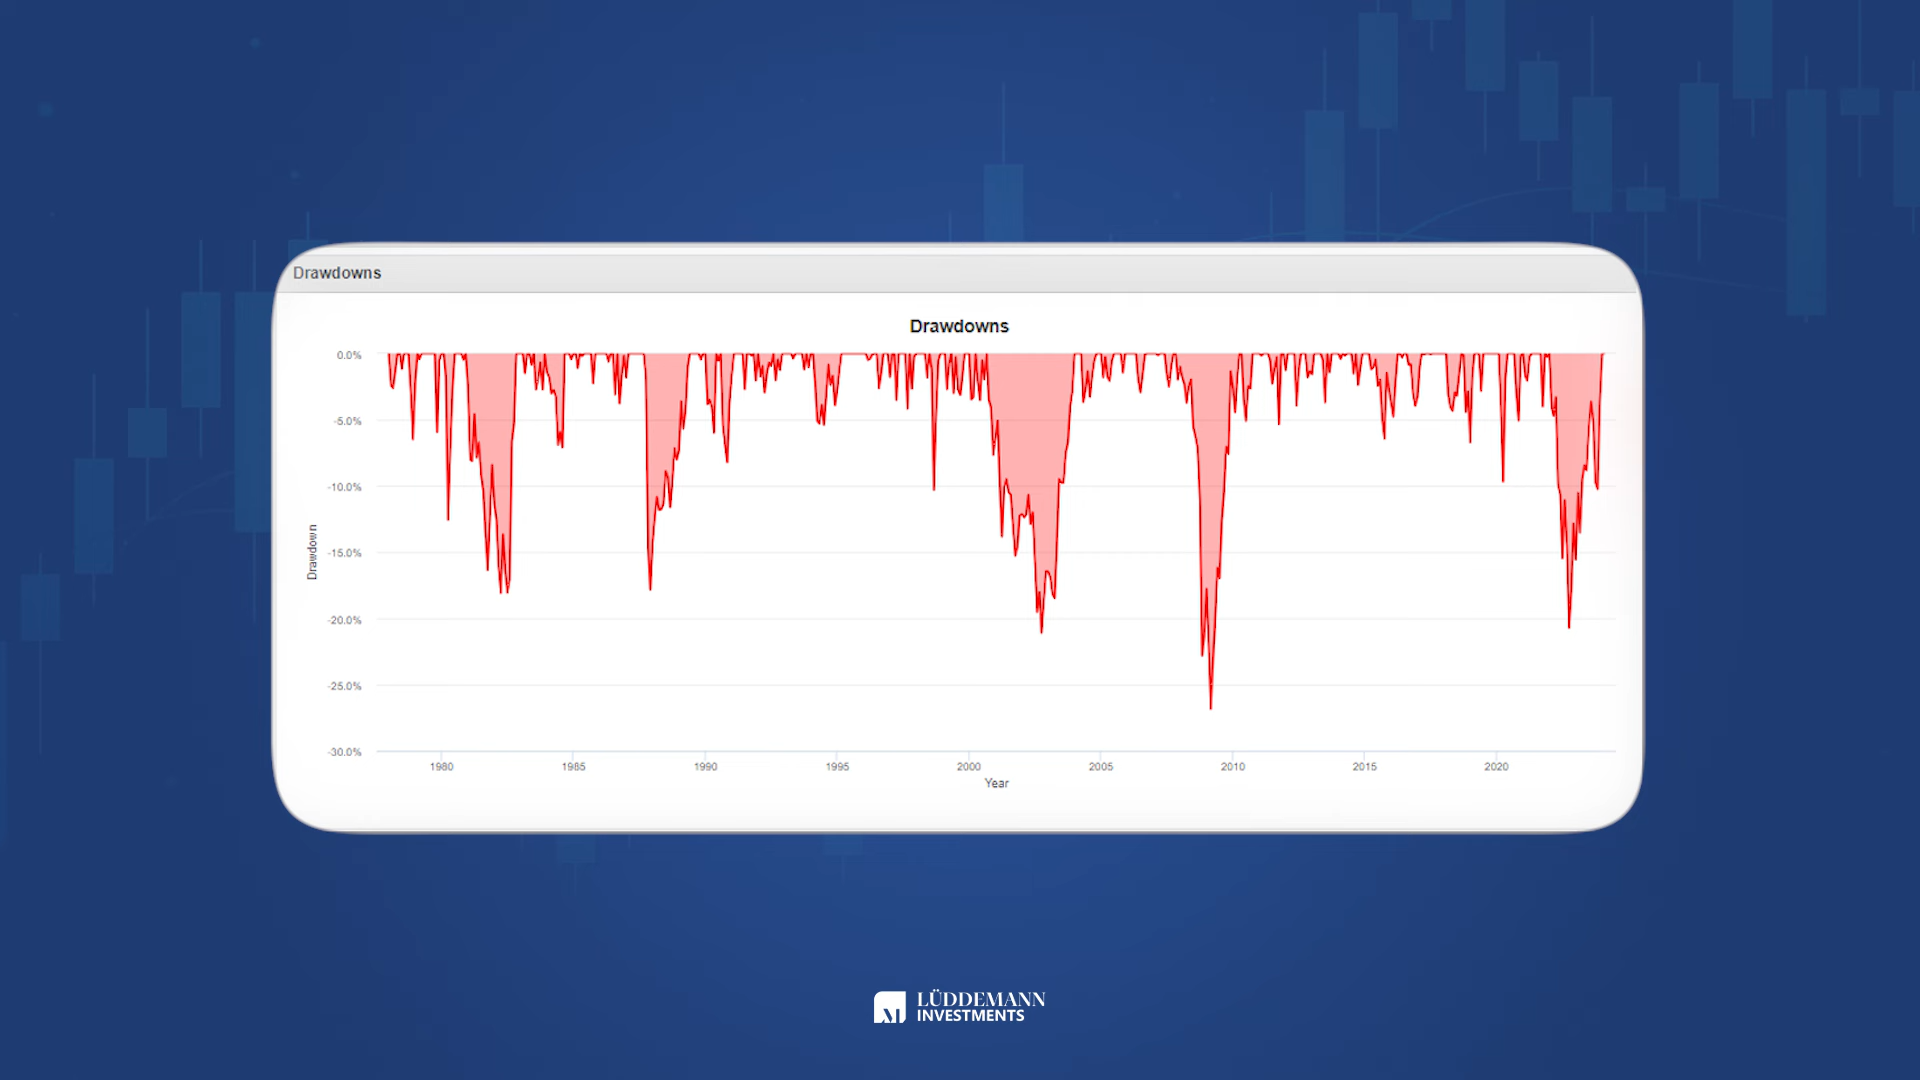 Drawdowns
Drawdowns
0.0%
-5.0%
-10.0%
-15.0%
-20.0%
-25.0%
-30.0%
Drawdown
1980 1985 1990 1995 2000 2005 2010 2015 2020
Year
LÜDDEMANN
INVESTMENTS